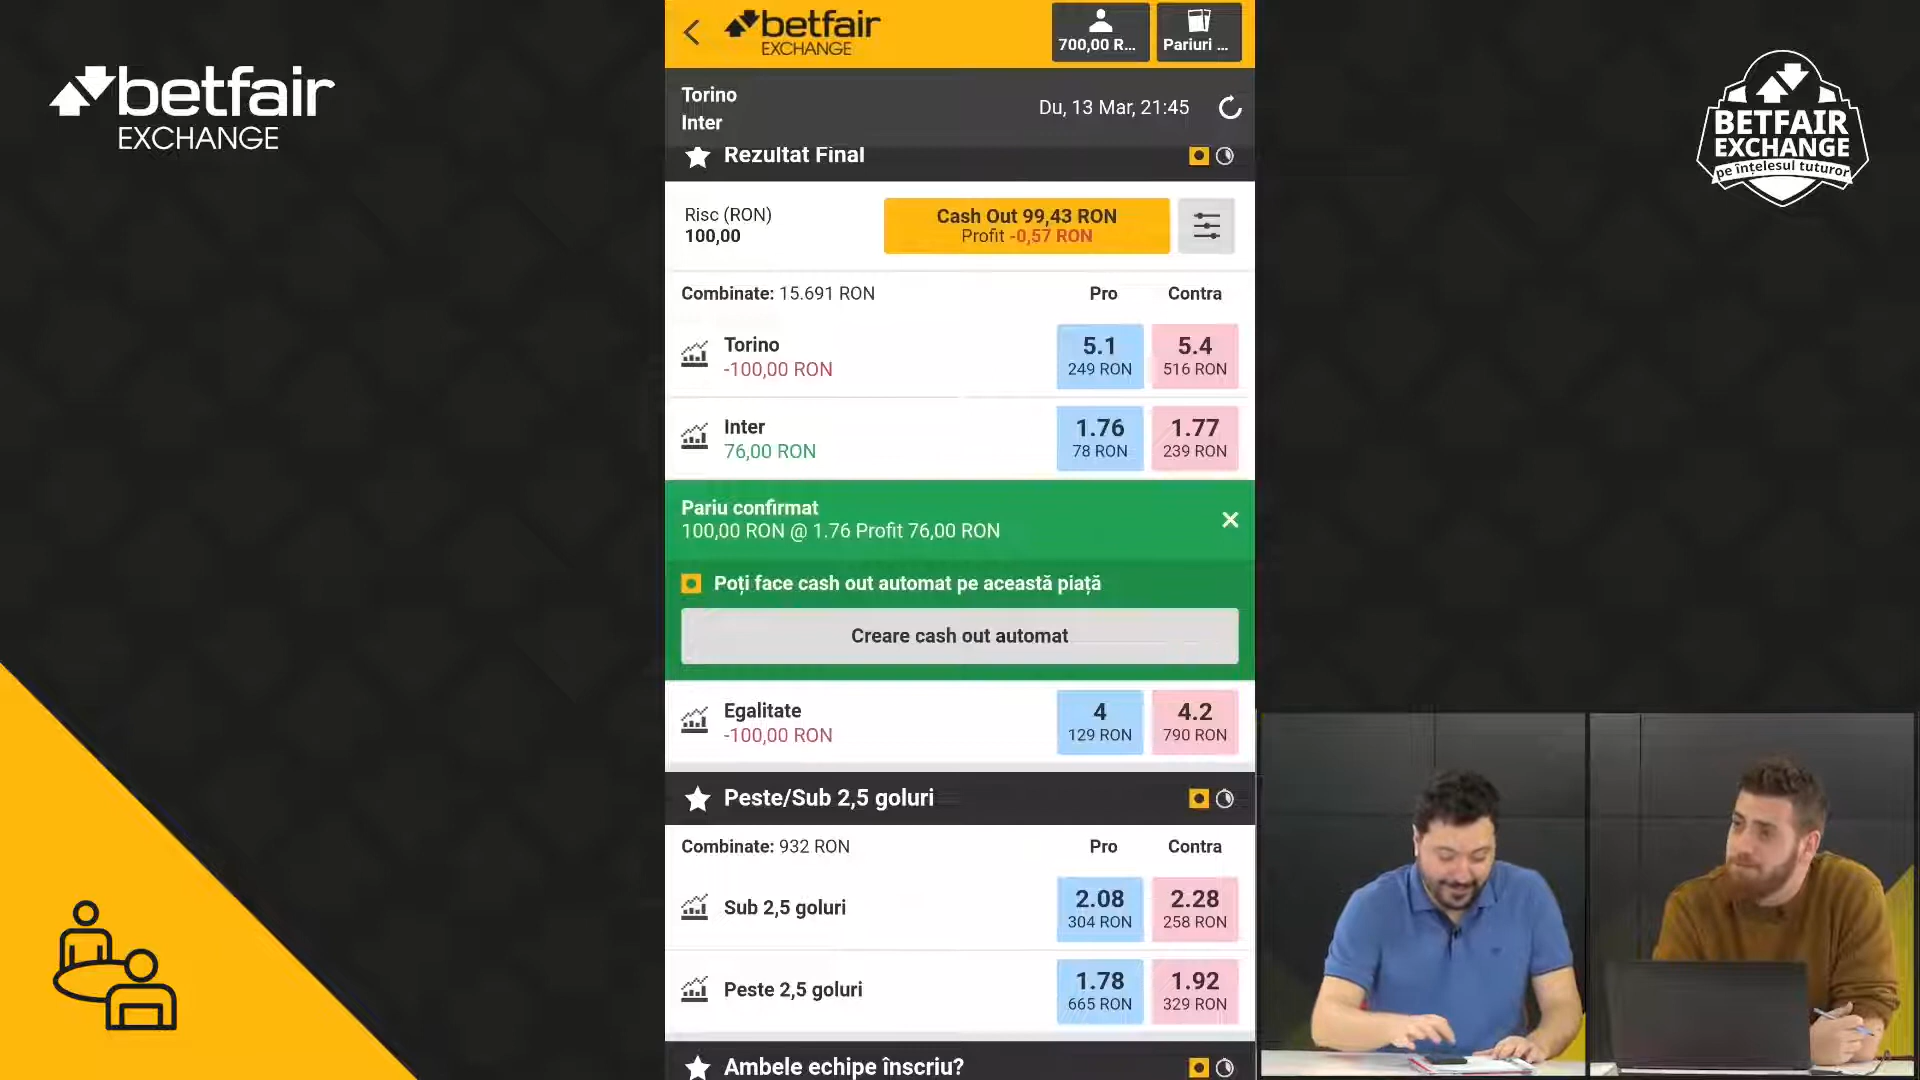 betfair
EXCHANGE
betfair
EXCHANGE
700,00 R...
Pariuri ...
BETFAIR
EXCHANGE
pe înțelesul tuturor
Torino
Inter
Du, 13 Mar, 21:45
Rezultat Final
Risc (RON)
100,00
Cash Out 99,43 RON
Profit -0,57 RON
Combinate: 15.691 RON
Pro
Contra
Torino
-100,00 RON
5.1
249 RON
5.4
516 RON
Inter
76,00 RON
1.76
78 RON
1.77
239 RON
Pariu confirmat
100,00 RON @ 1.76 Profit 76,00 RON
Poți face cash out automat pe această piață
Creare cash out automat
Egalitate
-100,00 RON
4
129 RON
4.2
790 RON
Peste/Sub 2,5 goluri
Combinate: 932 RON
Pro
Contra
Sub 2,5 goluri
2.08
304 RON
2.28
258 RON
Peste 2,5 goluri
1.78
665 RON
1.92
329 RON
Ambele echipe înscriu?